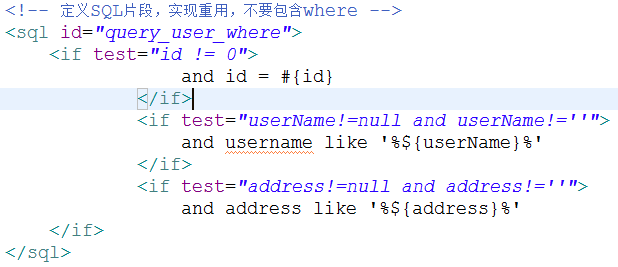 <!-- 定义SQL片段，实现重用，不要包含where -->
<sql id="query_user_where">
<if test="id != 0">
and id = #{id}
</if>
<if test="userName!=null and userName!=''">
and username like '%${userName}%'
</if>
<if test="address!=null and address!=''">
and address like '%${address}%'
</if>
</sql>